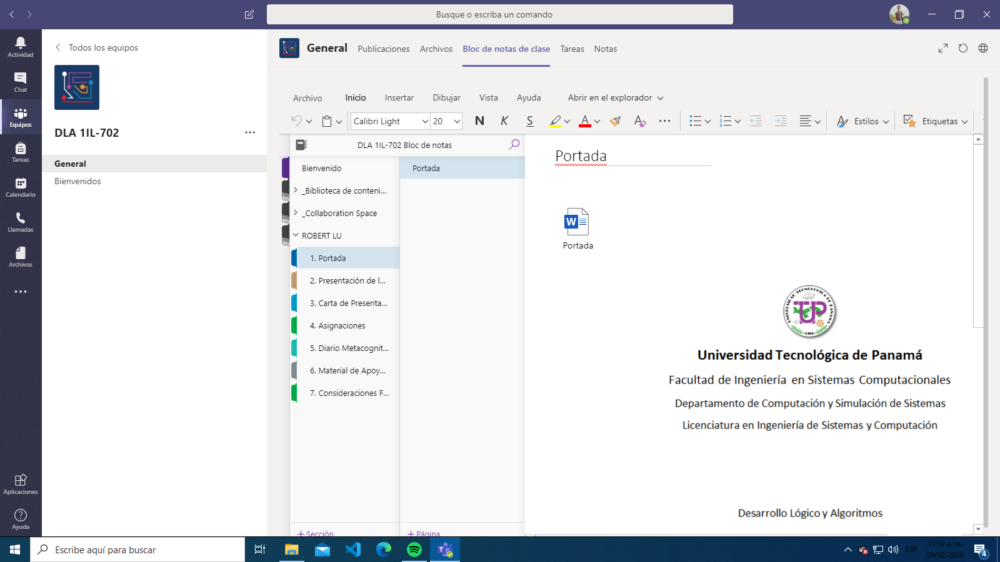 Busque o escriba un comando
Actividad
Chat
Equipos
Tareas
Calendario
Llamadas
Archivos
Aplicaciones
Ayuda
Todos los equipos
DLA 1IL-702
General
Bienvenidos
General
Publicaciones
Archivos
Bloc de notas de clase
Tareas
Notas
Archivo
Inicio
Insertar
Dibujar
Vista
Ayuda
Abrir en el explorador
Calibri Light
20
N
K
S
A
A
Estilos
Etiquetas
DLA 1IL-702 Bloc de notas
Bienvenido
_Biblioteca de conteni...
_Collaboration Space
ROBERT LU
1. Portada
2. Presentación de l...
3. Carta de Presenta...
4. Asignaciones
5. Diario Metacognit...
6. Material de Apoy...
7. Consideraciones F...
+ Sección
Portada
+ Página
Portada
W
Portada
UNIVERSIDAD TECNOLÓGICA DE PANAMÁ
UTP
1981
Universidad Tecnológica de Panamá
Facultad de Ingeniería en Sistemas Computacionales
Departamento de Computación y Simulación de Sistemas
Licenciatura en Ingeniería de Sistemas y Computación
Desarrollo Lógico y Algoritmos
Escribe aquí para buscar
ESP
11:10 a. m.
04/02/2020
4